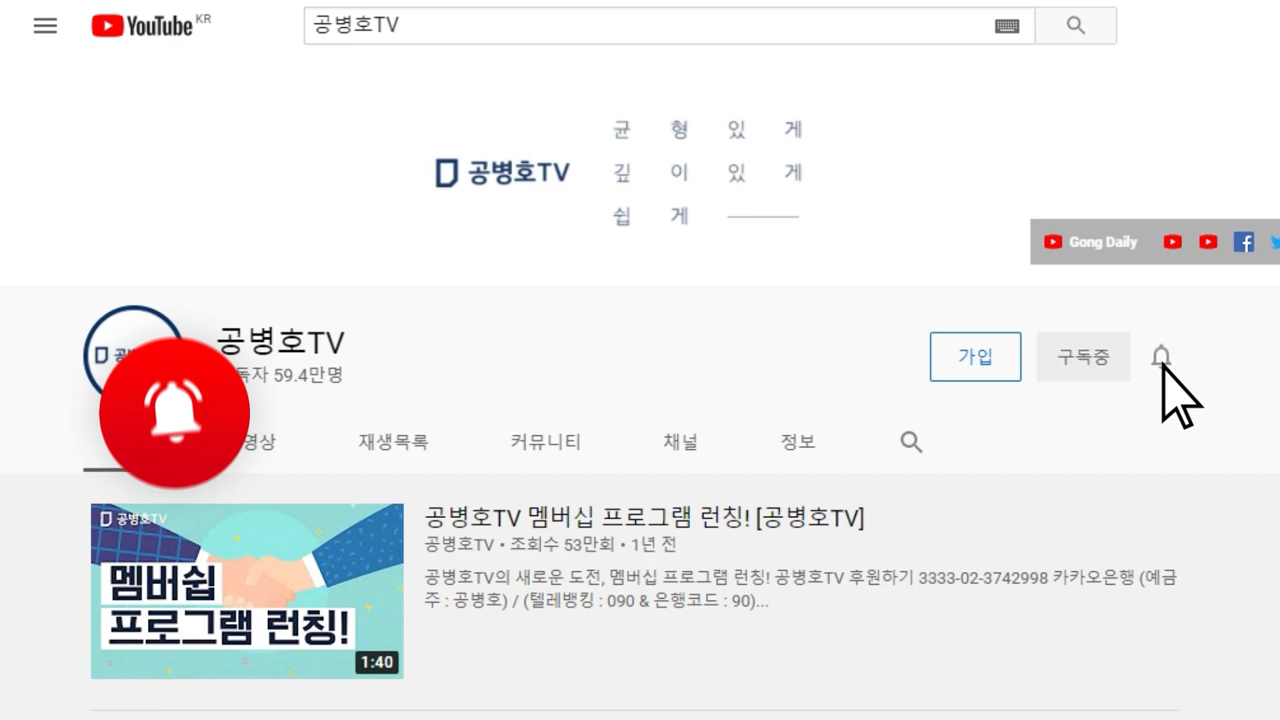 YouTube KR
공병호TV
균 형 있 게
공병호TV
깊 이 있 게
쉽 게
Gong Daily
공병호TV
59.4만명
가입
구독중
재생목록
커뮤니티
채널
정보
공병호TV
멤버쉽
프로그램 런칭!
1:40
공병호TV 멤버십 프로그램 런칭! [공병호TV]
공병호TV • 조회수 53만회 • 1년 전
공병호TV의 새로운 도전, 멤버십 프로그램 런칭! 공병호TV 후원하기 3333-02-3742998 카카오은행 (예금
주 : 공병호) / (텔레뱅킹 : 090 & 은행코드 : 90)...